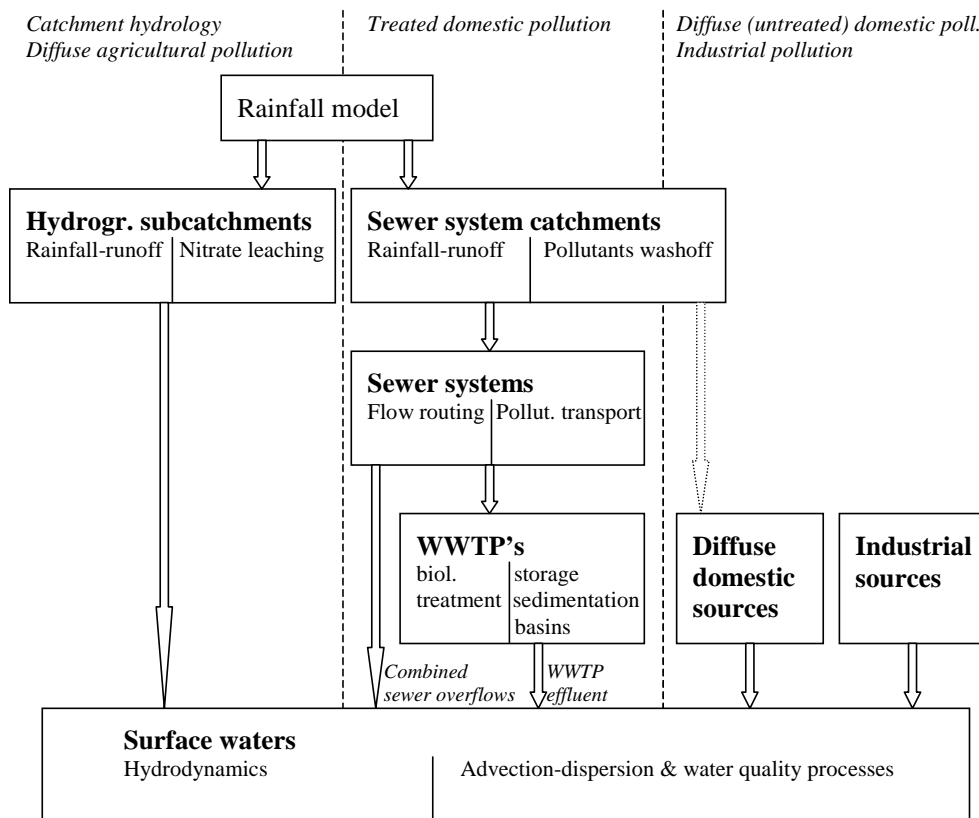 Catchment hydrology
Diffuse agricultural pollution
Treated domestic pollution
Diffuse (untreated) domestic poll.
Industrial pollution
Rainfall model
Hydrogr. subcatchments
Rainfall-runoff
Nitrate leaching
Sewer system catchments
Rainfall-runoff
Pollutants washoff
Sewer systems
Flow routing
Pollut. transport
WWTP's
biol.
treatment
storage
sedimentation
basins
Diffuse
domestic
sources
Industrial
sources
Combined
sewer overflows
WWTP
effluent
Surface waters
Hydrodynamics
Advection-dispersion & water quality processes